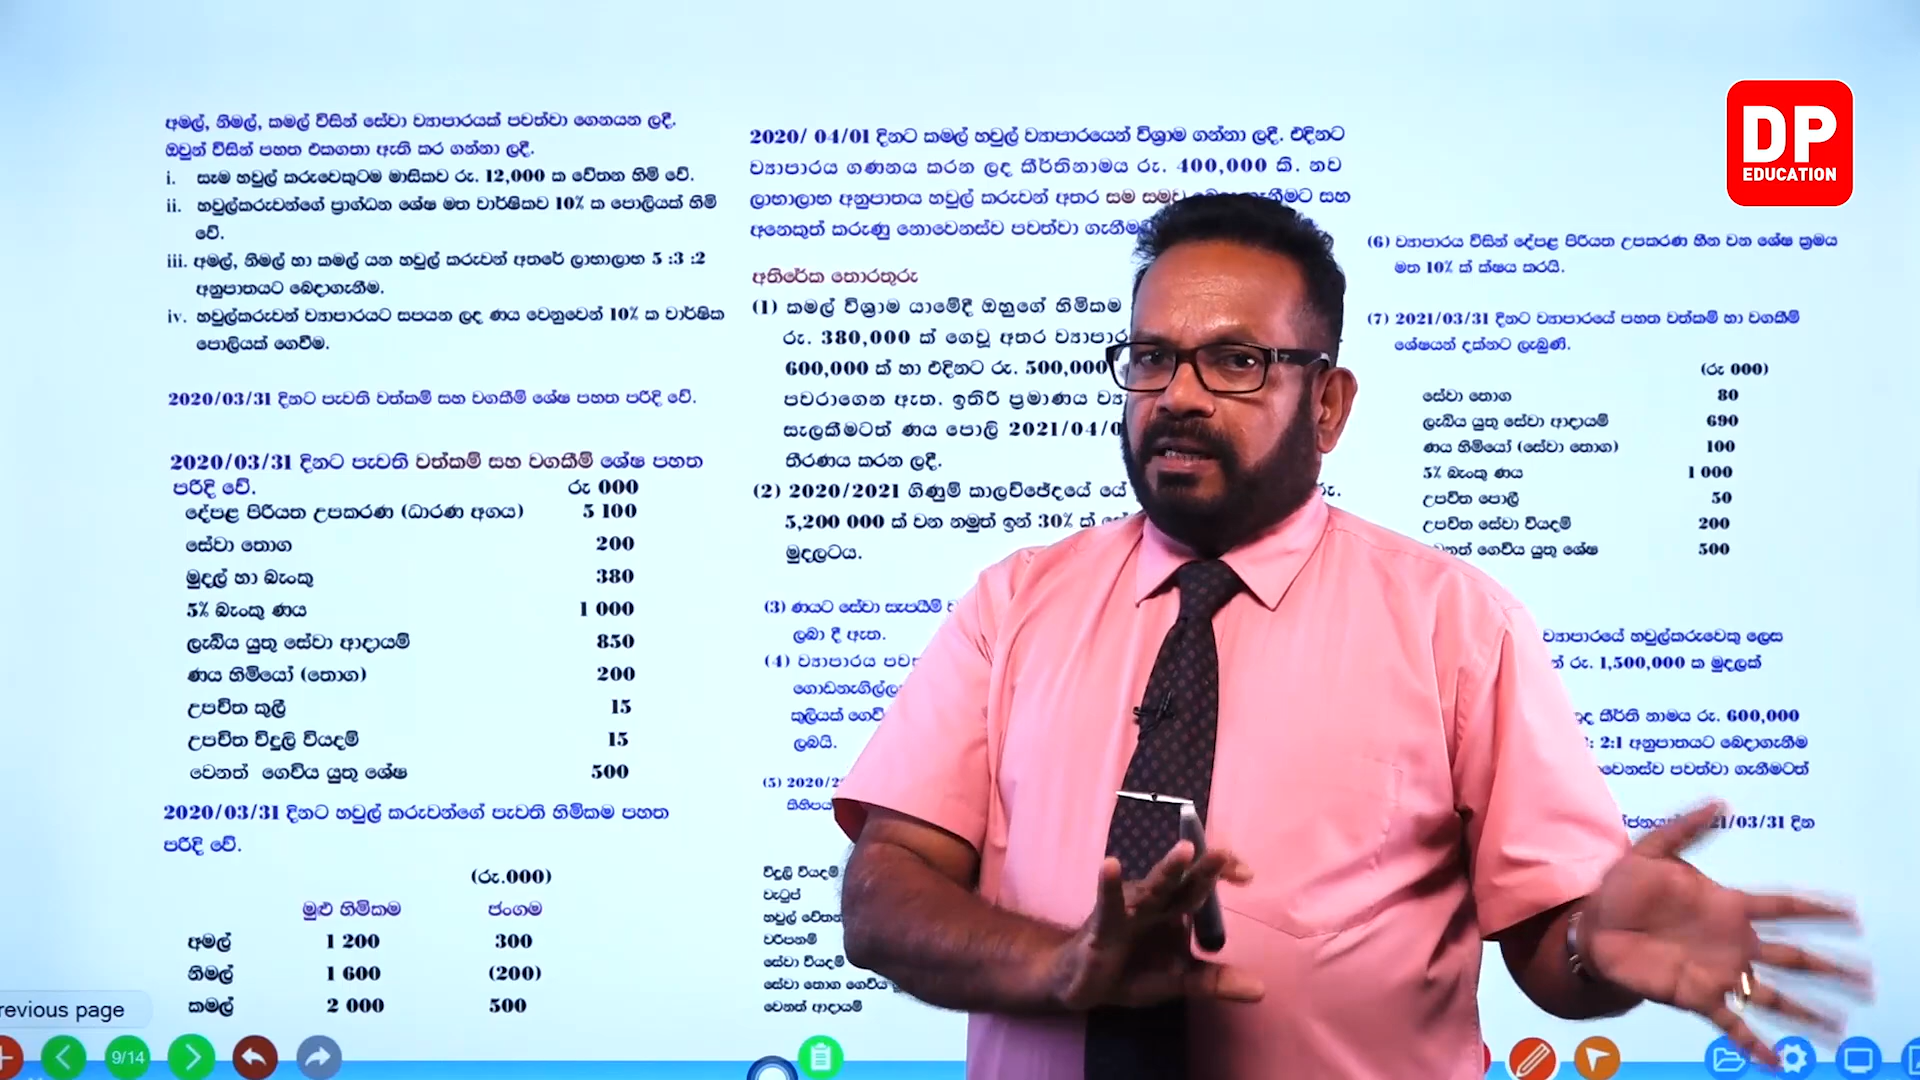 අමල්, නිමල්, කමල් විසින් සේවා ව්‍යාපාරයක් පවත්වා ගෙනයන ලදී.
ඔවුන් විසින් පහත එකගතා ඇති කර ගන්නා ලදී.
i. සෑම හවුල් කරුවෙකුටම මාසිකව රු. 12,000 ක වේතන හිමි වේ.
ii. හවුල්කරුවන්ගේ ප්‍රාග්ධන ශේෂ මත වාර්ෂිකව 10% ක පොලියක් හිමි
වේ.
iii. අමල්, නිමල් හා කමල් යන හවුල් කරුවන් අතරේ ලාභාලාභ 5 :3 :2
අනුපාතයට බෙදාගැනීම.
iv. හවුල්කරුවන් ව්‍යාපාරයට සපයන ලද ණය වෙනුවෙන් 10% ක වාර්ෂික
පොලියක් ගෙවීම.
2020/03/31 දිනට පැවති වත්කම් සහ වගකීම් ශේෂ පහත පරිදි වේ.
2020/03/31 දිනට පැවති වත්කම් සහ වගකීම් ශේෂ පහත
පරිදි වේ. රු 000
දේපළ පිරියත උපකරණ (ධාරණ අගය) 5 100
සේවා තොග 200
මුදල් හා බැංකු 380
5% බැංකු ණය 1 000
ලැබිය යුතු සේවා ආදායම් 850
ණය හිමියෝ (තොග) 200
උපචිත කුලී 15
උපචිත විදුලි වියදම් 15
වෙනත් ගෙවිය යුතු ශේෂ 500
2020/03/31 දිනට හවුල් කරුවන්ගේ පැවති හිමිකම පහත
පරිදි වේ.
(රු.000)
මුළු හිමිකම ජංගම
අමල් 1 200 300
නිමල් 1 600 (200)
කමල් 2 000 500
2020/ 04/01 දිනට කමල් හවුල් ව්‍යාපාරයෙන් විශ්‍රාම ගන්නා ලදී. එදිනට
ව්‍යාපාරය ගණනය කරන ලද කීර්තිනාමය රු. 400,000 කි. නව
ලාභාලාභ අනුපාතය හවුල් කරුවන් අතර සම සමව සහ
අනෙකුත් කරුණු නොවෙනස්ව පවත්වා
අතිරේක තොරතුරු
(1) කමල් විශ්‍රාම යාමේදී ඔහුගේ හිමිකම
රු. 380,000 ක් ගෙවූ අතර
600,000 ක් හා එදිනට රු. 500,000
පවරාගෙන ඇත. ඉතිරි ප්‍රමාණය
සැලකීමටත් ණය පොලි
තීරණය කරන ලදී.
(2) 2020/2021 ගිණුම් කාලච්ඡේදයේ රු.
5,200 000 ක් වන නමුත් ඉන් 30% ක්
මුදලටය.
(3) ණයට සේවා සැපයීම්
ලබා දී ඇත.
(4) ව්‍යාපාරය
ලබයි.
(5)
විදුලි වියදම්
වැටුප්
හවුල්
වරිපනම්
සේවා වියදම්
සේවා තොග
වෙනත් ආදායම්
(6) ව්‍යාපාරය විසින් දේපළ පිරියත උපකරණ හීන වන ශේෂ ක්‍රමය
මත 10% ක් ක්ෂය කරයි.
(7) 2021/03/31 දිනට ව්‍යාපාරයේ පහත වත්කම් හා වගකීම්
ශේෂයන් දක්නට ලැබුණි.
(රු 000)
සේවා තොග 80
ලැබිය යුතු සේවා ආදායම් 690
ණය හිමියෝ (සේවා තොග) 100
5% බැංකු ණය 1 000
උපචිත පොලී 50
උපචිත සේවා වියදම් 200
ගෙවිය යුතු ශේෂ 500
ව්‍යාපාරයේ හවුල්කරුවෙකු ලෙස
රු. 1,500,000 ක මුදලක්
කීර්ති නාමය රු. 600,000
2:1 අනුපාතයට බෙදාගැනීම
පවත්වා ගැනීමටත්
/03/31 දින
DP
EDUCATION
revious page
9/14